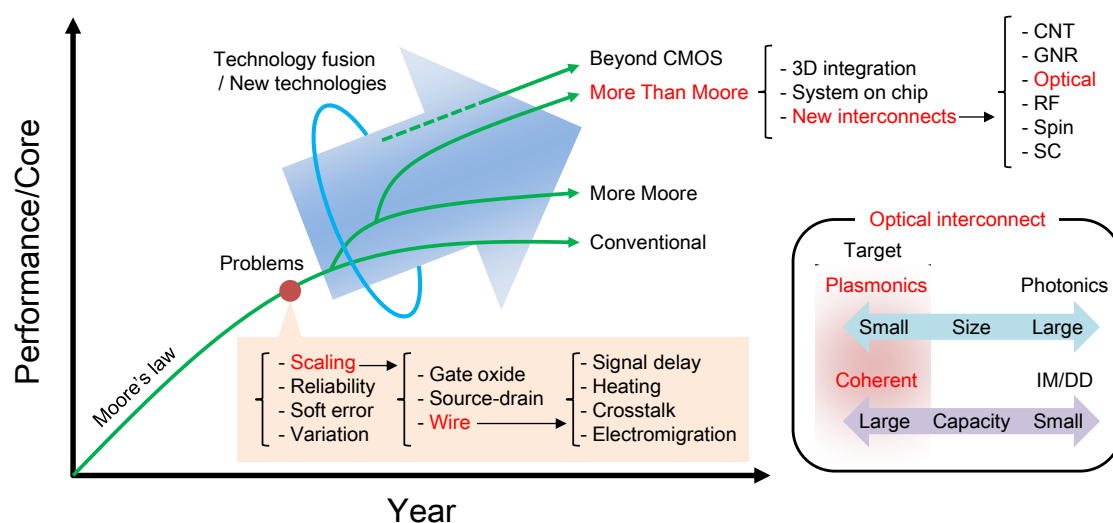 Technology fusion
/ New technologies
Beyond CMOS
More Than Moore
More Moore
Conventional
- 3D integration
- System on chip
- New interconnects
- CNT
- GNR
- Optical
- RF
- Spin
- SC
Performance/Core
Moore's law
Problems
- Scaling
- Reliability
- Soft error
- Variation
- Gate oxide
- Source-drain
- Wire
- Signal delay
- Heating
- Crosstalk
- Electromigration
Year
Optical interconnect
Target
Plasmonics Photonics
Small Size Large
Coherent IM/DD
Large Capacity Small